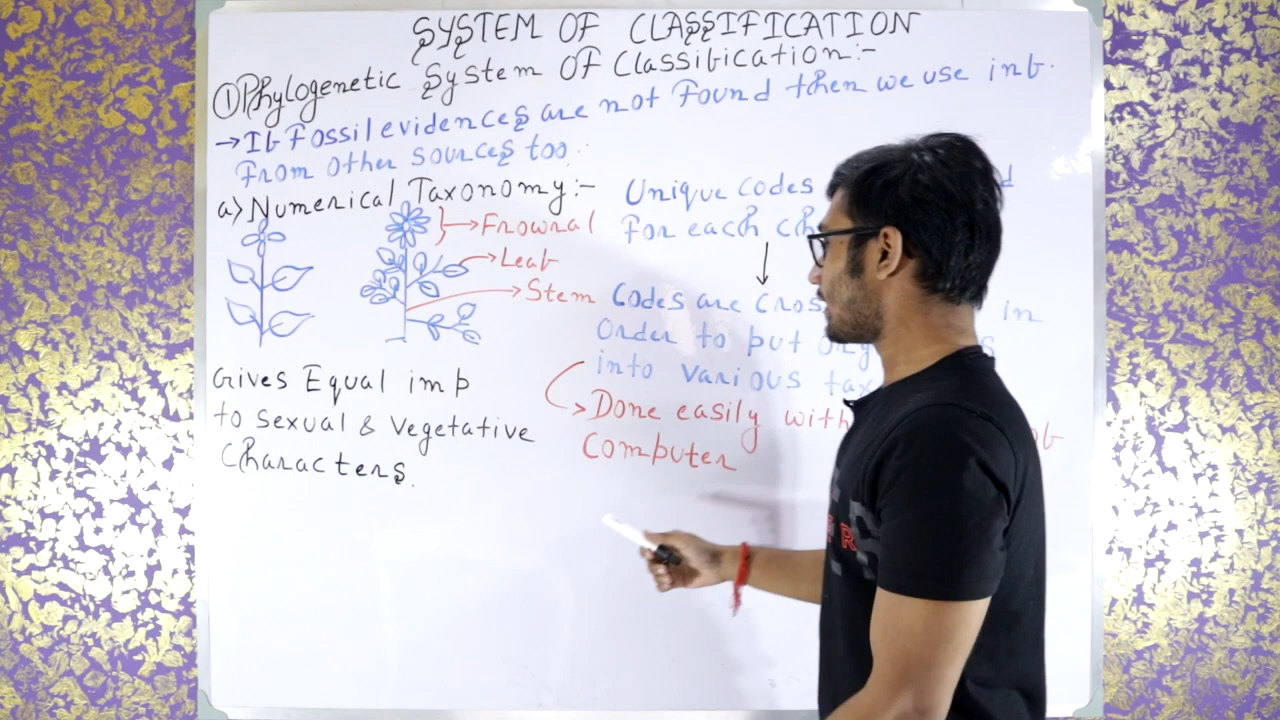 SYSTEM OF CLASSIFICATION
① Phylogenetic System OF Classification:-
→ If Fossil evidences are not Found then we use inf.
From Other sources too.
a) Numerical Taxonomy:-
Frowral
Leaf
Stem
Gives Equal imp
to sexual & vegetative
Characters.
Unique Codes
For each
Codes are in
Order to put
into various
Done easily with
Computer
R